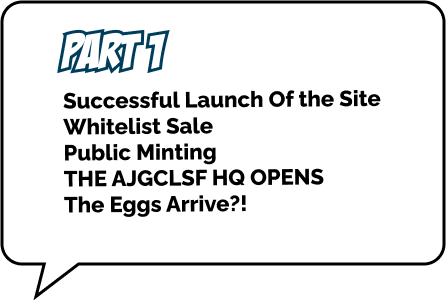 PART 1
Successful Launch Of the Site
Whitelist Sale
Public Minting
THE AJGCLSF HQ OPENS
The Eggs Arrive?!